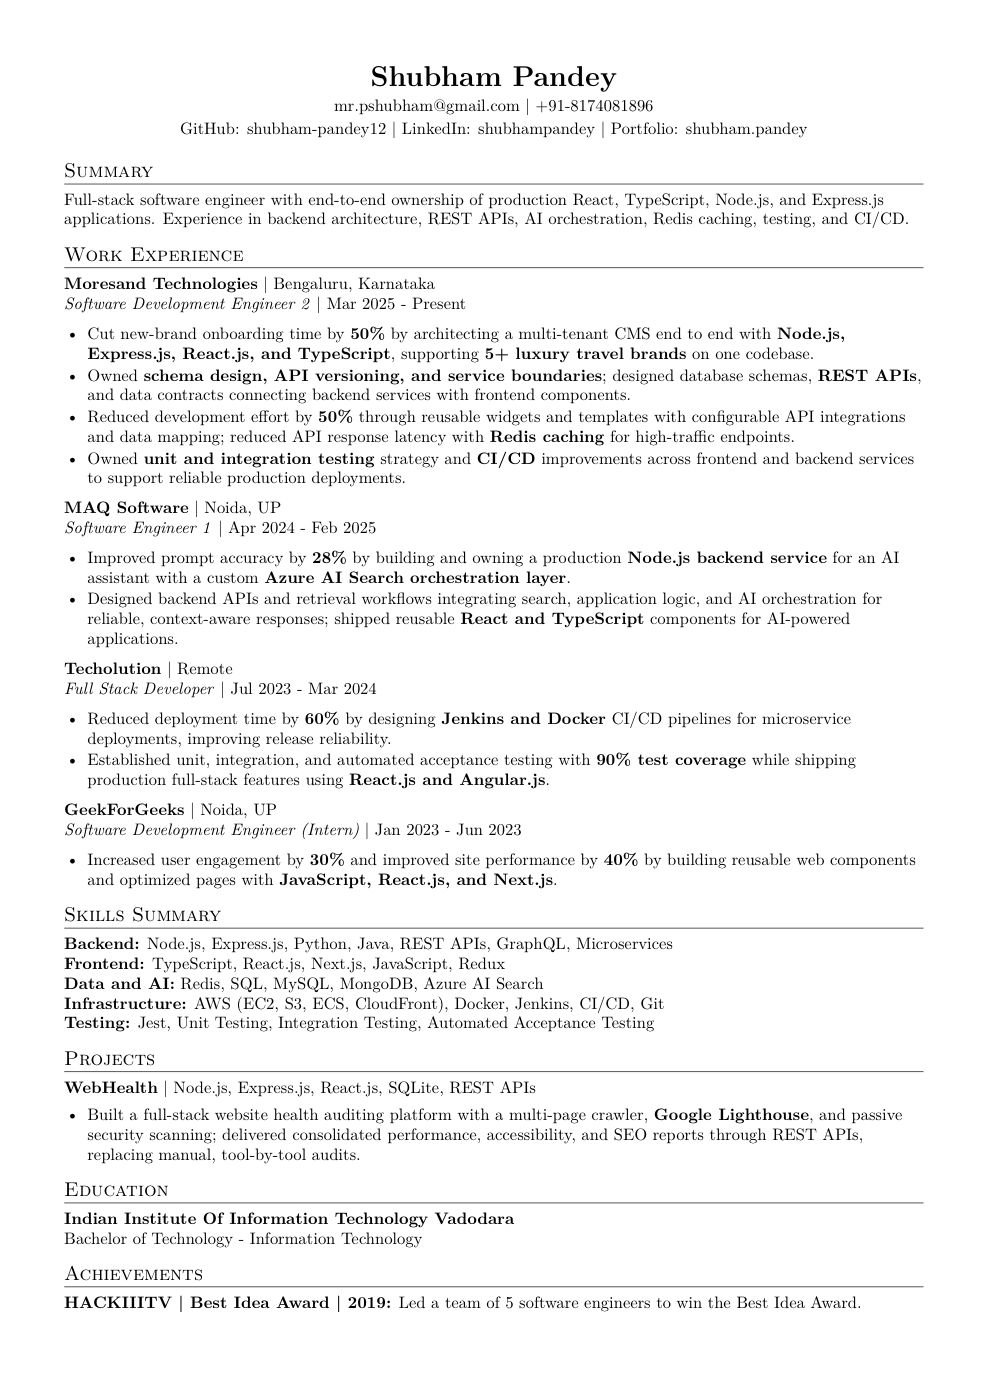 Shubham Pandey
mr.pshubham@gmail.com | +91-8174081896
GitHub: shubham-pandey12 | LinkedIn: shubhampandey | Portfolio: shubham.pandey
Summary
Full-stack software engineer with end-to-end ownership of production React, TypeScript, Node.js, and Express.js
applications. Experience in backend architecture, REST APIs, AI orchestration, Redis caching, testing, and CI/CD.
Work Experience
Moresand Technologies | Bengaluru, Karnataka
Software Development Engineer 2 | Mar 2025 - Present
• Cut new-brand onboarding time by 50% by architecting a multi-tenant CMS end to end with Node.js,
Express.js, React.js, and TypeScript, supporting 5+ luxury travel brands on one codebase.
• Owned schema design, API versioning, and service boundaries; designed database schemas, REST APIs,
and data contracts connecting backend services with frontend components.
• Reduced development effort by 50% through reusable widgets and templates with configurable API integrations
and data mapping; reduced API response latency with Redis caching for high-traffic endpoints.
• Owned unit and integration testing strategy and CI/CD improvements across frontend and backend services
to support reliable production deployments.
MAQ Software | Noida, UP
Software Engineer 1 | Apr 2024 - Feb 2025
• Improved prompt accuracy by 28% by building and owning a production Node.js backend service for an AI
assistant with a custom Azure AI Search orchestration layer.
• Designed backend APIs and retrieval workflows integrating search, application logic, and AI orchestration for
reliable, context-aware responses; shipped reusable React and TypeScript components for AI-powered
applications.
Techolution | Remote
Full Stack Developer | Jul 2023 - Mar 2024
• Reduced deployment time by 60% by designing Jenkins and Docker CI/CD pipelines for microservice
deployments, improving release reliability.
• Established unit, integration, and automated acceptance testing with 90% test coverage while shipping
production full-stack features using React.js and Angular.js.
GeekForGeeks | Noida, UP
Software Development Engineer (Intern) | Jan 2023 - Jun 2023
• Increased user engagement by 30% and improved site performance by 40% by building reusable web components
and optimized pages with JavaScript, React.js, and Next.js.
Skills Summary
Backend: Node.js, Express.js, Python, Java, REST APIs, GraphQL, Microservices
Frontend: TypeScript, React.js, Next.js, JavaScript, Redux
Data and AI: Redis, SQL, MySQL, MongoDB, Azure AI Search
Infrastructure: AWS (EC2, S3, ECS, CloudFront), Docker, Jenkins, CI/CD, Git
Testing: Jest, Unit Testing, Integration Testing, Automated Acceptance Testing
Projects
WebHealth | Node.js, Express.js, React.js, SQLite, REST APIs
• Built a full-stack website health auditing platform with a multi-page crawler, Google Lighthouse, and passive
security scanning; delivered consolidated performance, accessibility, and SEO reports through REST APIs,
replacing manual, tool-by-tool audits.
Education
Indian Institute Of Information Technology Vadodara
Bachelor of Technology - Information Technology
Achievements
HACKIIITV | Best Idea Award | 2019: Led a team of 5 software engineers to win the Best Idea Award.